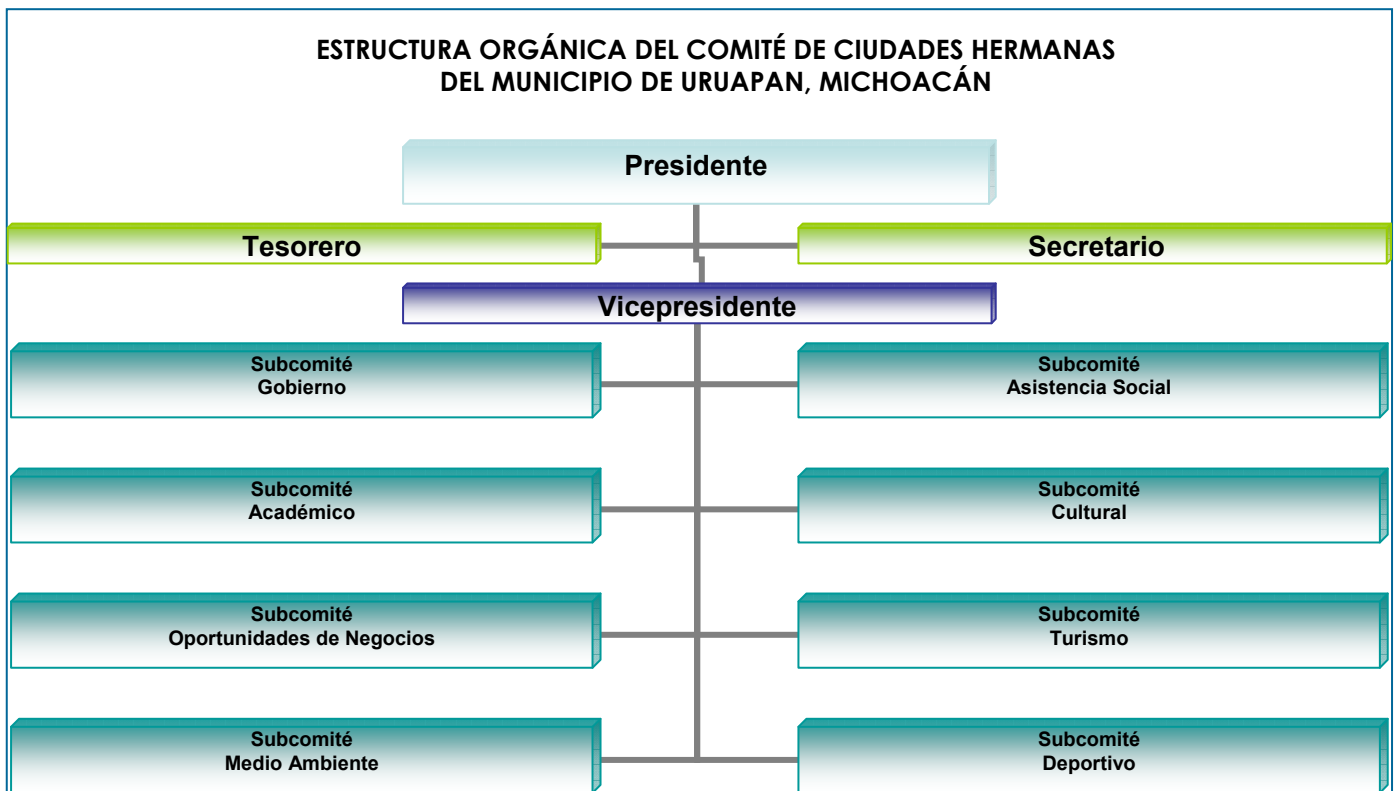 ESTRUCTURA ORGÁNICA DEL COMITÉ DE CIUDADES HERMANAS
DEL MUNICIPIO DE URUAPAN, MICHOACÁN
Presidente
Tesorero
Secretario
Vicepresidente
Subcomité
Gobierno
Subcomité
Asistencia Social
Subcomité
Académico
Subcomité
Cultural
Subcomité
Oportunidades de Negocios
Subcomité
Turismo
Subcomité
Medio Ambiente
Subcomité
Deportivo